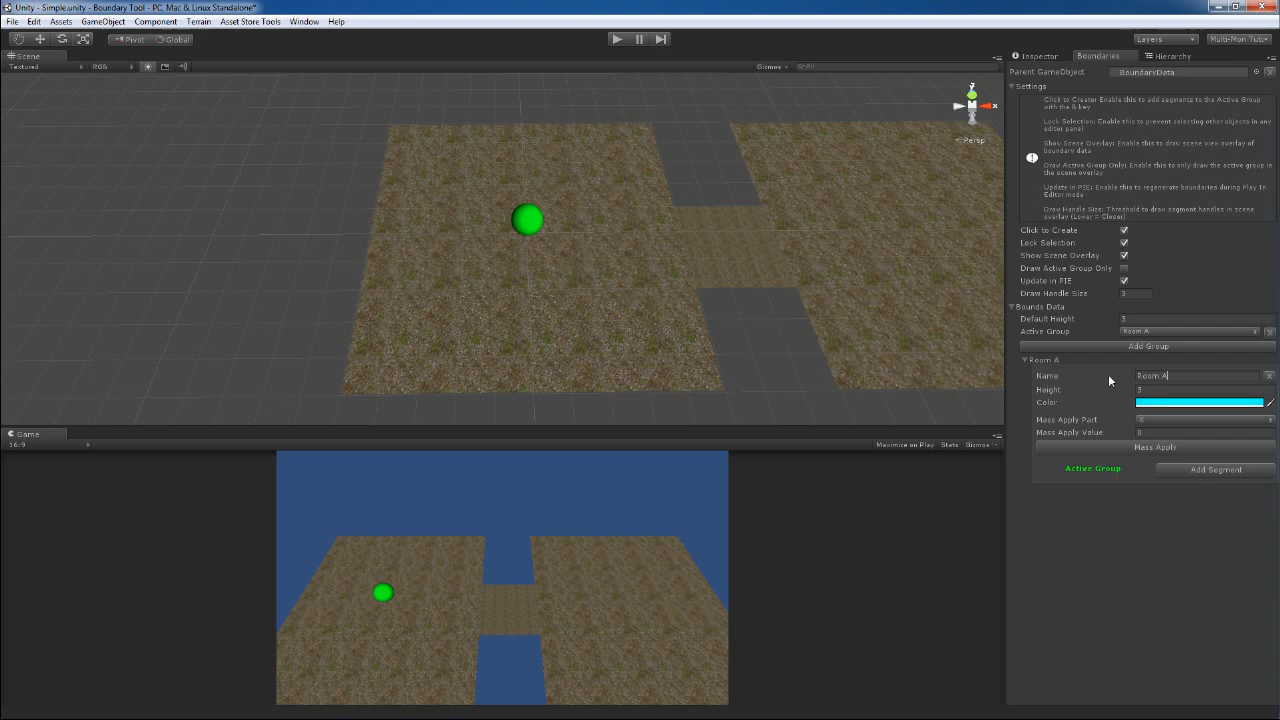 Unity - Simple.unity - Boundary Tool - PC, Mac & Linux Standalone*
File Edit Assets GameObject Component Terrain Asset Store Tools Window Help
Pivot Global Layers Multi-Mon Tuto
Scene
Textured RGB Gizmos All
y
x
Persp
Inspector Boundaries Hierarchy
Parent GameObject BoundaryData
Settings
Click to Create: Enable this to add segments to the Active Group
with the B key
Lock Selection: Enable this to prevent selecting other objects in any
editor panel
Show Scene Overlay: Enable this to draw scene view overlay of
boundary data
Draw Active Group Only: Enable this to only draw the active group in
the scene overlay
Update in PIE: Enable this to regenerate boundaries during Play In
Editor mode
Draw Handle Size: Threshold to draw segment handles in scene
overlay (Lower = Closer)
Click to Create
Lock Selection
Show Scene Overlay
Draw Active Group Only
Update in PIE
Draw Handle Size 3
Bounds Data
Default Height 3
Active Group Room A X
Add Group
Room A
Name Room A X
Height 3
Color
Mass Apply Part X
Mass Apply Value 0
Mass Apply
Active Group Add Segment
Game
16:9 Maximize on Play Stats Gizmos